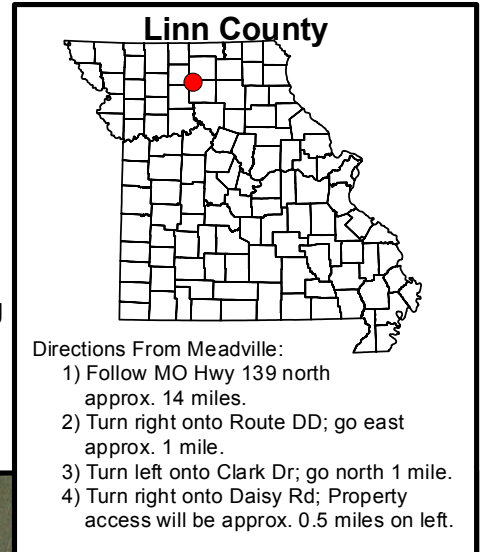 Linn County
Directions From Meadville:
1) Follow MO Hwy 139 north
approx. 14 miles.
2) Turn right onto Route DD; go east
approx. 1 mile.
3) Turn left onto Clark Dr; go north 1 mile.
4) Turn right onto Daisy Rd; Property
access will be approx. 0.5 miles on left.